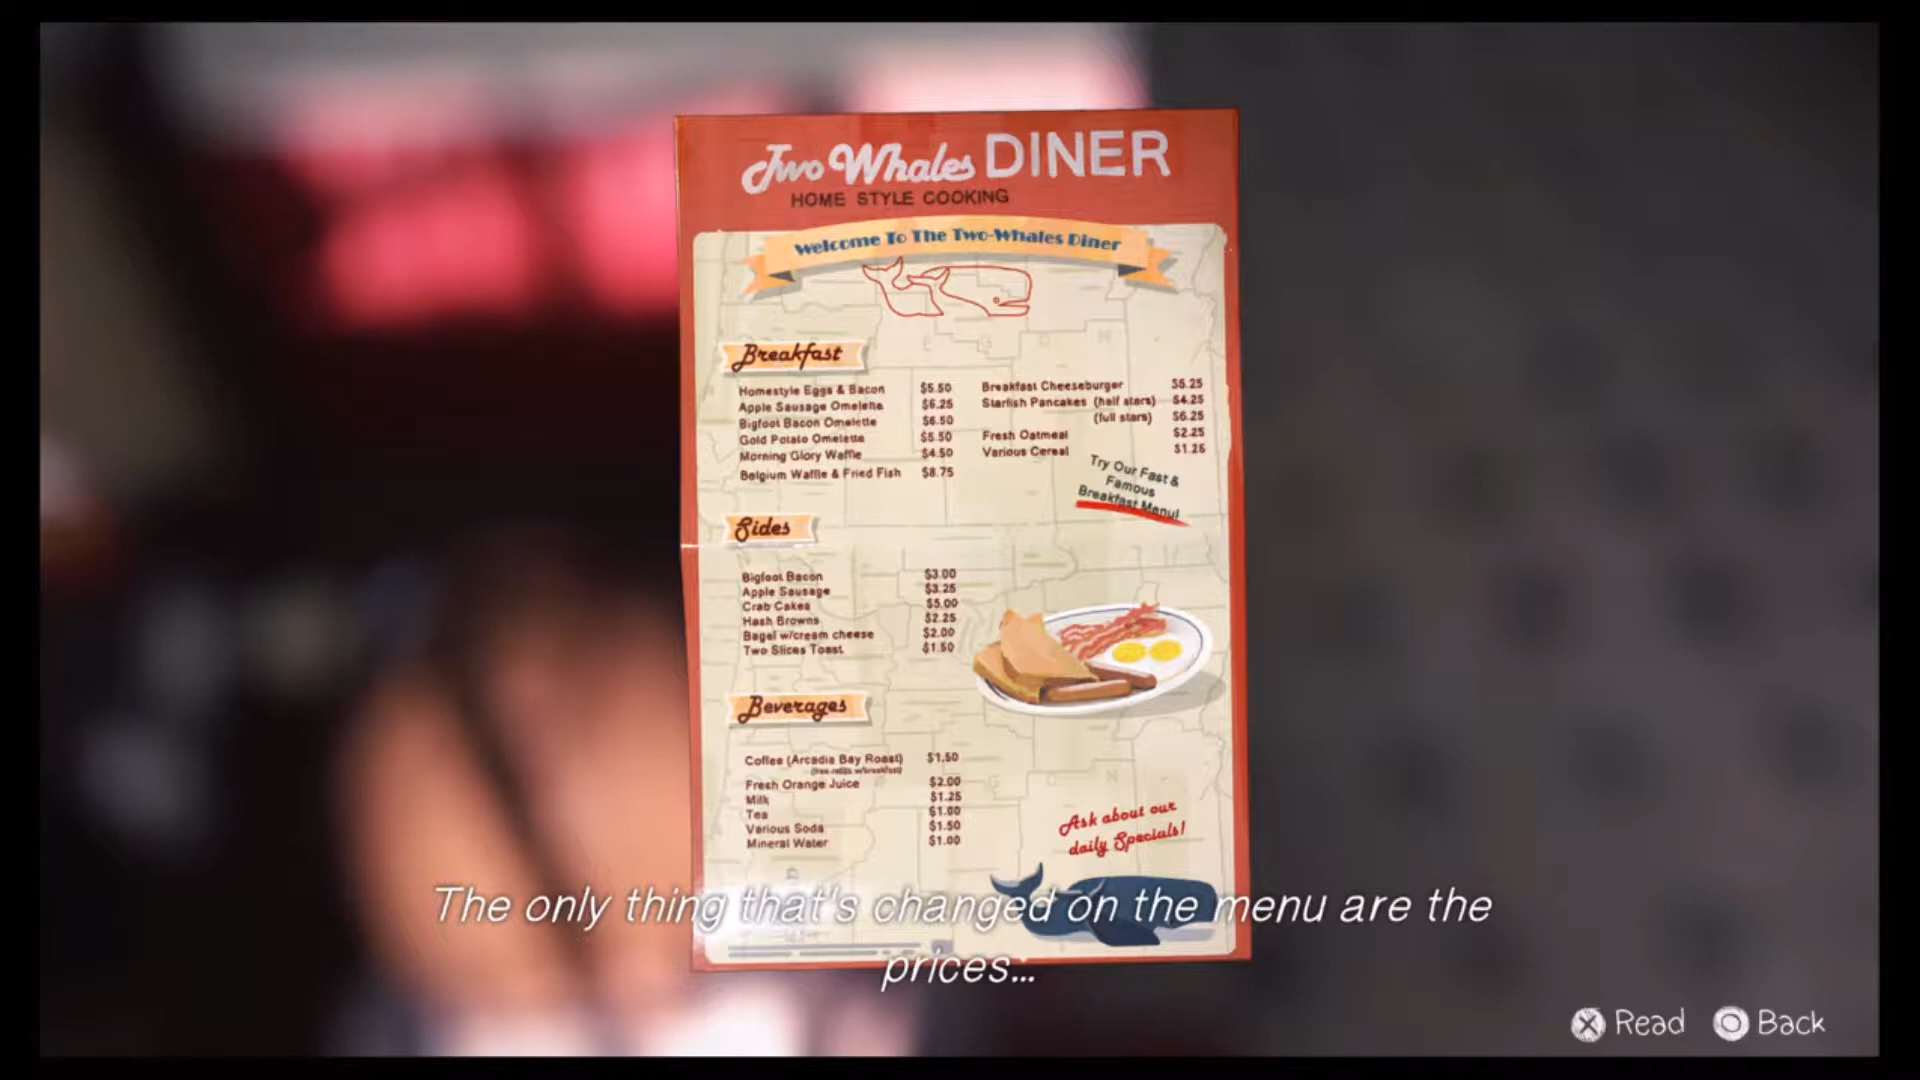 Two Whales DINER
HOME STYLE COOKING
Welcome To The Two-Whales Diner
Breakfast
Homestyle Eggs & Bacon $5.50
Apple Sausage Omelette $6.25
Bigfoot Bacon Omelette $6.50
Gold Potato Omelette $5.50
Morning Glory Waffle $4.50
Belgium Waffle & Fried Fish $8.75
Breakfast Cheeseburger $5.25
Starfish Pancakes (half stars) $4.25
(full stars) $6.25
Fresh Oatmeal $2.25
Various Cereal $1.25
Try Our Fast &
Famous
Breakfast Menu!
Sides
Bigfoot Bacon $3.00
Apple Sausage $3.25
Crab Cakes $5.00
Hash Browns $2.25
Bagel w/cream cheese $2.00
Two Slices Toast $1.50
Beverages
Coffee (Arcadia Bay Roast) $1.50
(free refills w/breakfast)
Fresh Orange Juice $2.00
Milk $1.25
Tea $1.00
Various Soda $1.50
Mineral Water $1.00
Ask about our
daily Specials!
The only thing that's changed on the menu are the
prices...
Read
Back